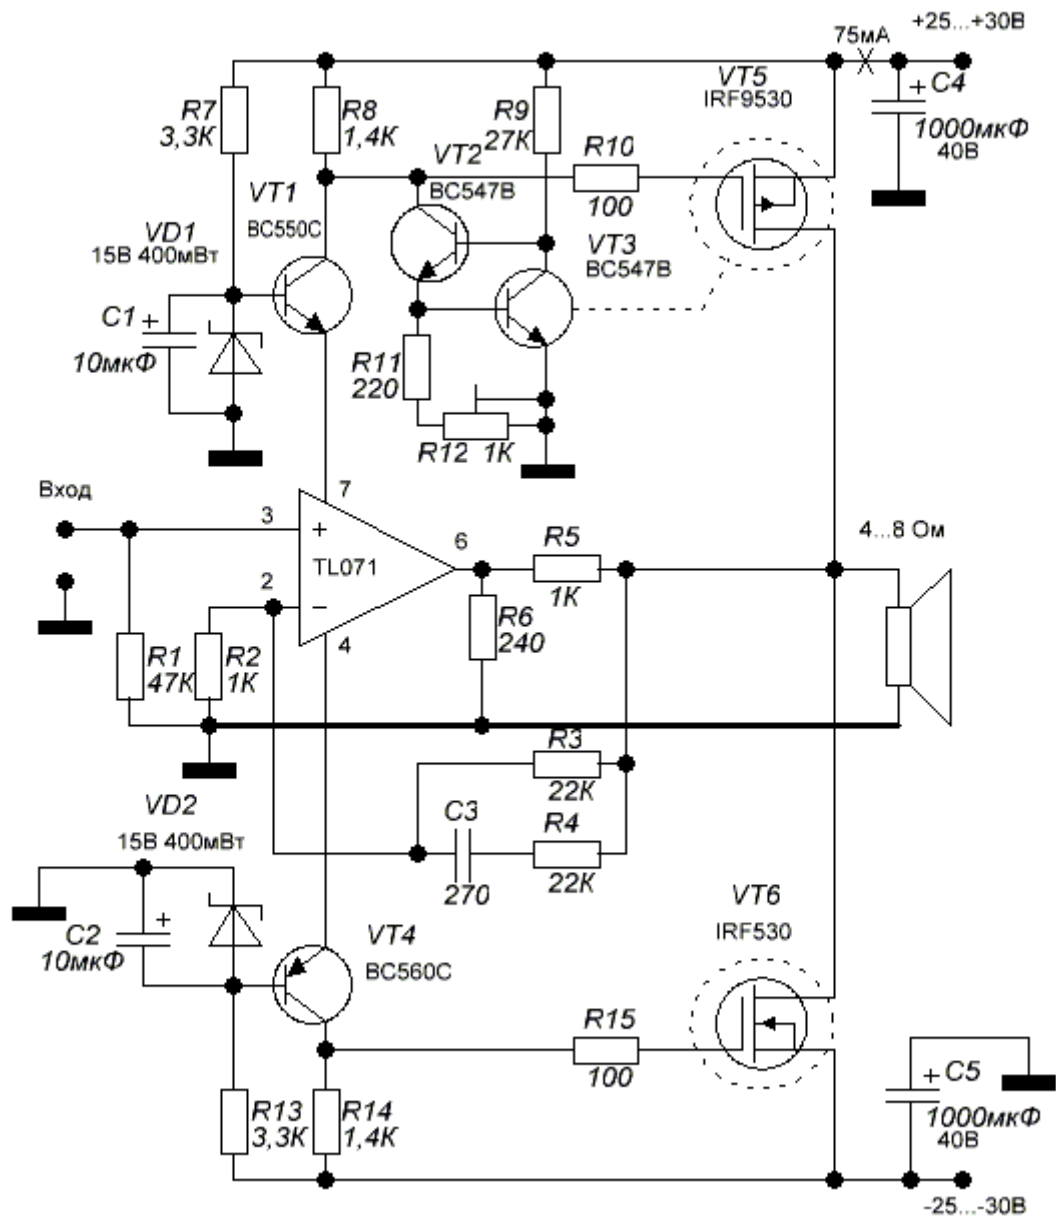 +25...+30В
75мА
VT5
IRF9530
+ C4
1000мкФ
40В
R7
3,3К
R8
1,4К
R9
27К
VT2
BC547B
R10
100
VT1
BC550C
VD1
15В 400мВт
VT3
BC547B
C1 +
10мкФ
R11
220
R12 1К
Вход
7
3
+
TL071
6
2
−
4
R5
1К
4...8 Ом
R6
240
R1
47К
R2
1К
R3
22К
VD2
15В 400мВт
C3
270
R4
22К
VT6
IRF530
C2 +
10мкФ
VT4
BC560C
R15
100
+ C5
1000мкФ
40В
R13
3,3К
R14
1,4К
-25...-30В